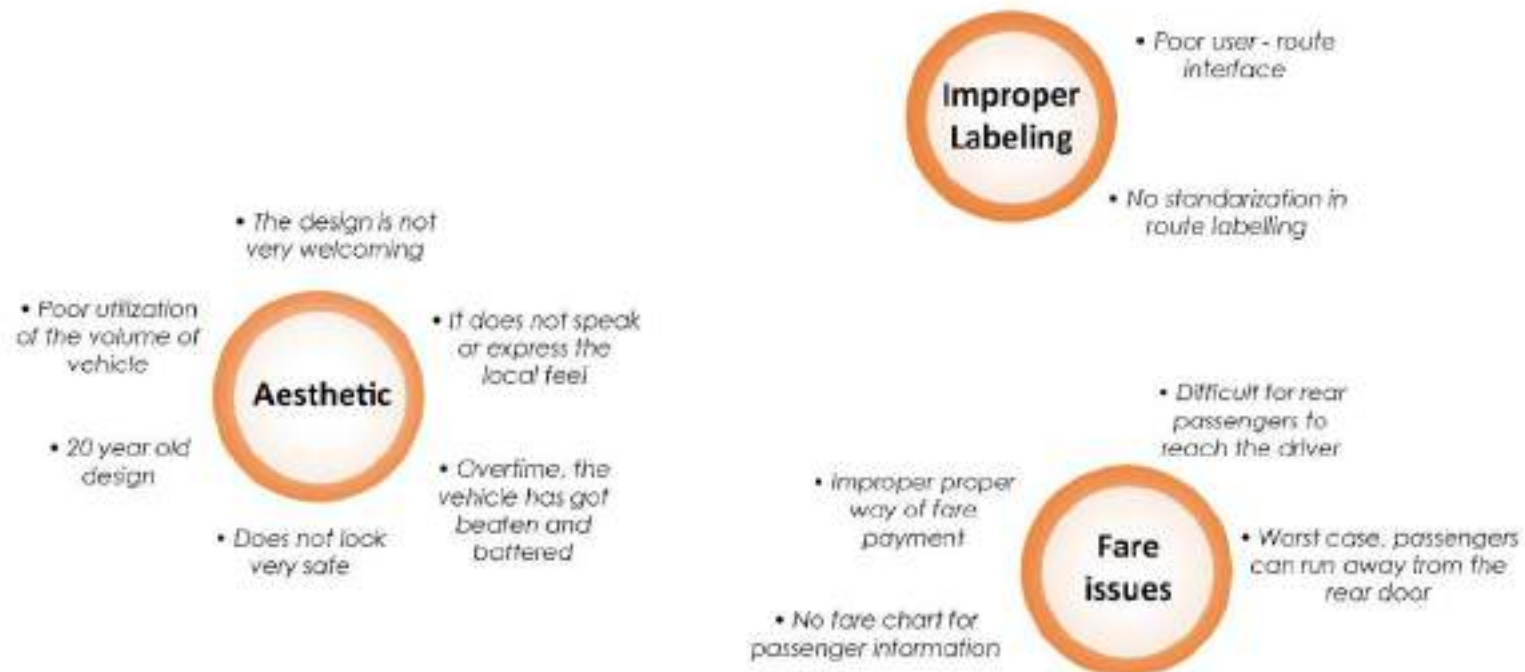 • Poor user - route
interface
Improper
Labeling
• No standarization in
route labelling
• The design is not
very welcoming
• Poor utilization
of the volume of
vehicle
• It does not speak
or express the
local feel
Aesthetic
• 20 year old
design
• Overtime, the
vehicle has got
beaten and
battered
• Does not look
very safe
• Difficult for rear
passengers to
reach the driver
• improper proper
way of fare
payment
Fare
issues
• Worst case, passengers
can run away from the
rear door
• No fare chart for
passenger information